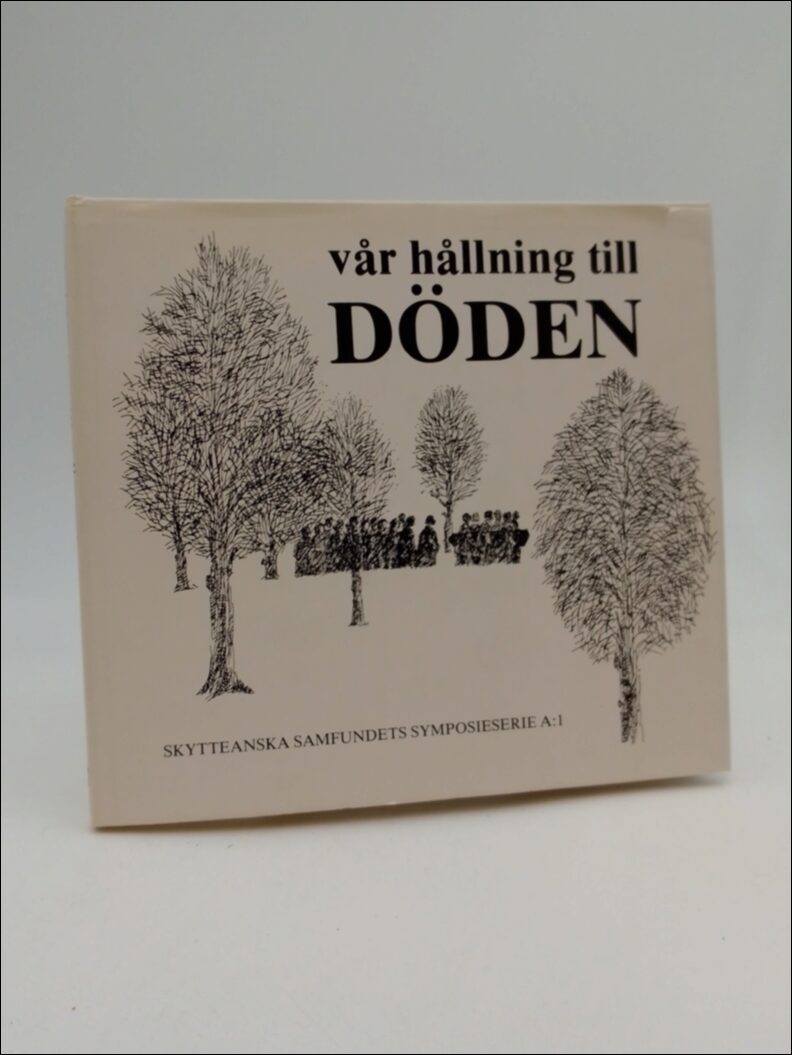 vår hållning till
DÖDEN
SKYTTEANSKA SAMFUNDETS SYMPOSIESERIE A:1